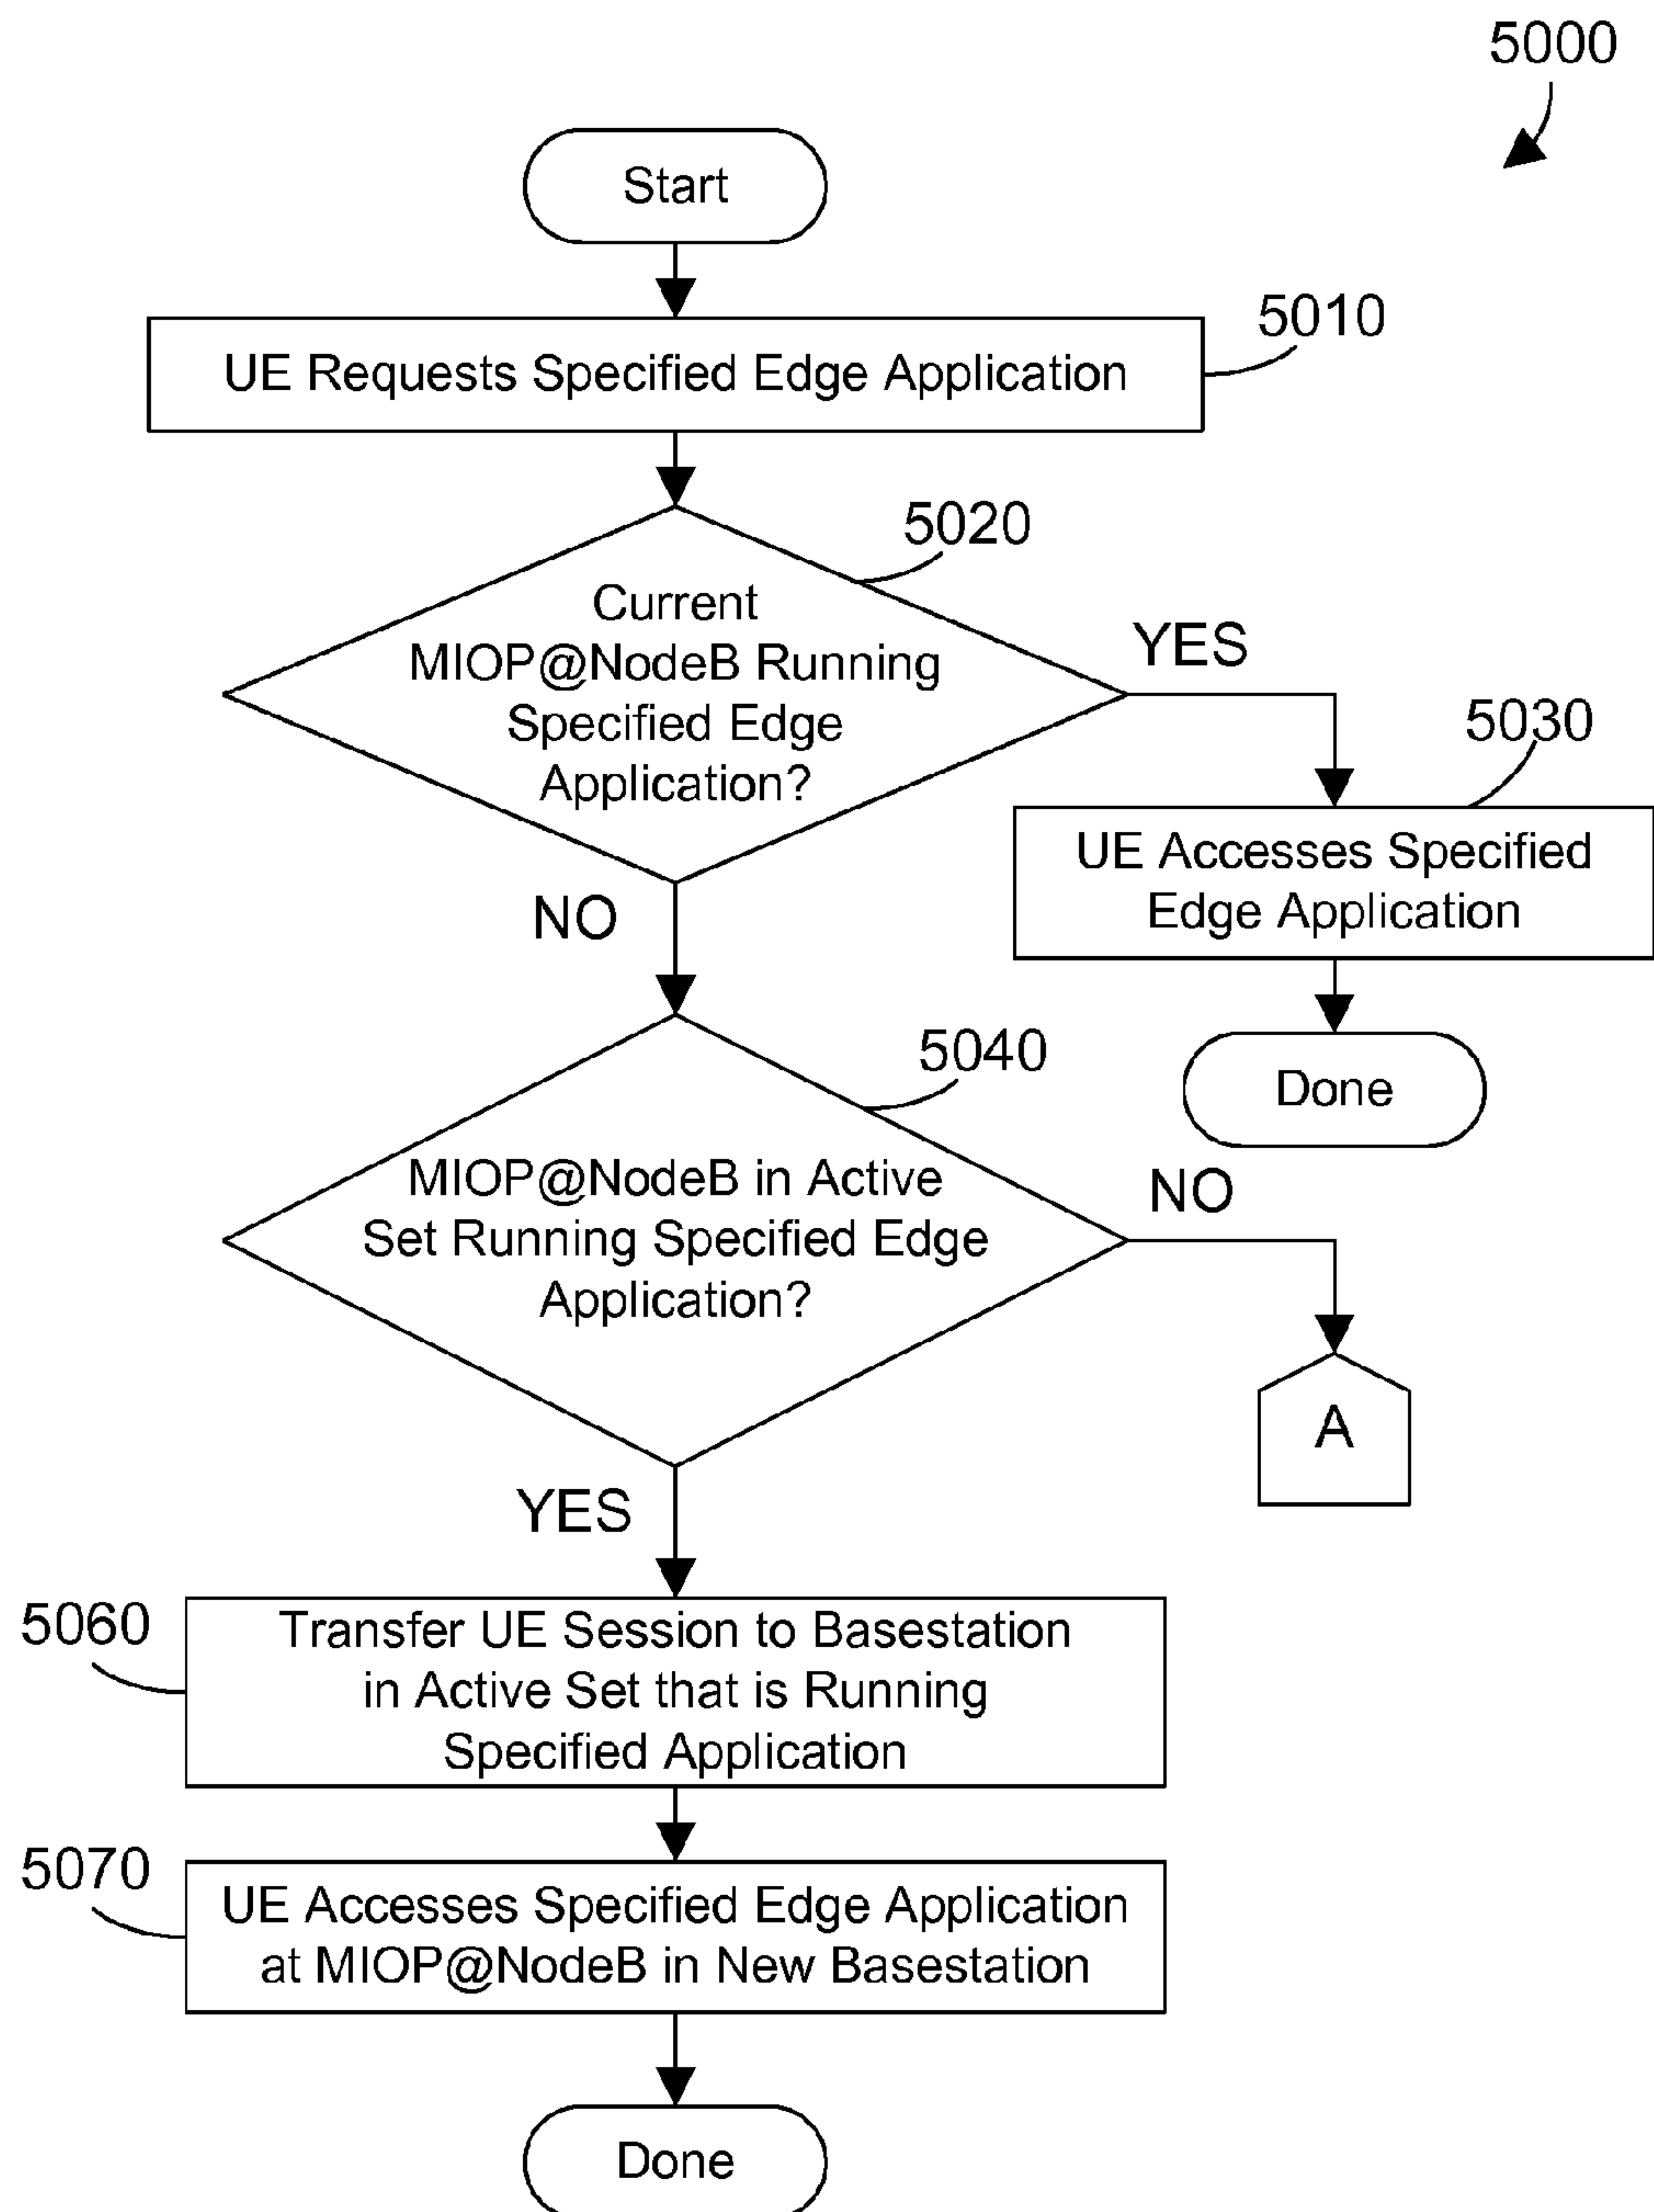 5000
Start
5010
UE Requests Specified Edge Application
5020
Current
MIOP@NodeB Running
Specified Edge
Application?
YES
5030
UE Accesses Specified
Edge Application
NO
Done
5040
MIOP@NodeB in Active
Set Running Specified Edge
Application?
NO
A
YES
5060
Transfer UE Session to Basestation
in Active Set that is Running
Specified Application
5070
UE Accesses Specified Edge Application
at MIOP@NodeB in New Basestation
Done